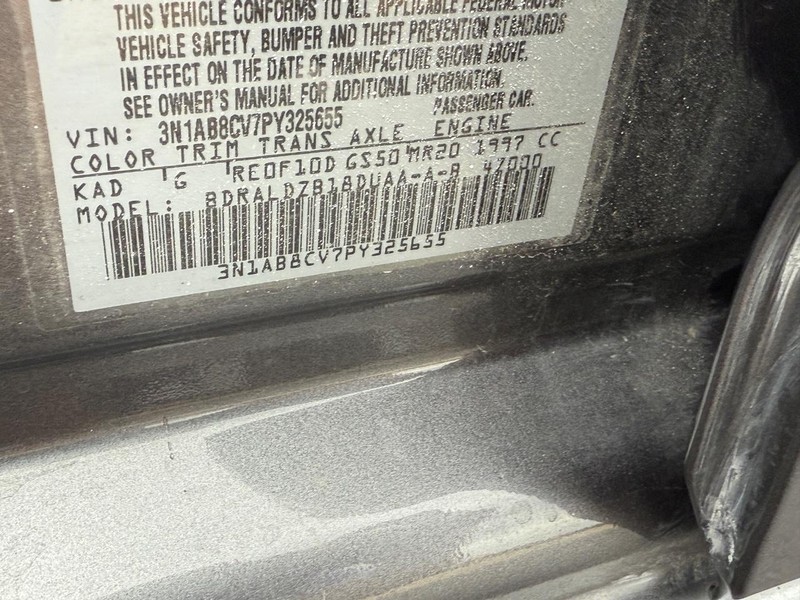 THIS VEHICLE CONFORMS TO ALL APPLICABLE FEDERAL MOTOR
VEHICLE SAFETY, BUMPER AND THEFT PREVENTION STANDARDS
IN EFFECT ON THE DATE OF MANUFACTURE SHOWN ABOVE.
SEE OWNER'S MANUAL FOR ADDITIONAL INFORMATION.
PASSENGER CAR.
VIN: 3N1AB8CV7PY325655
COLOR TRIM TRANS AXLE ENGINE
KAD G RE0F10D GS50 MR20 1997 CC
MODEL: BDRALDZB18DUAA-A-B 47000
3N1AB8CV7PY325655